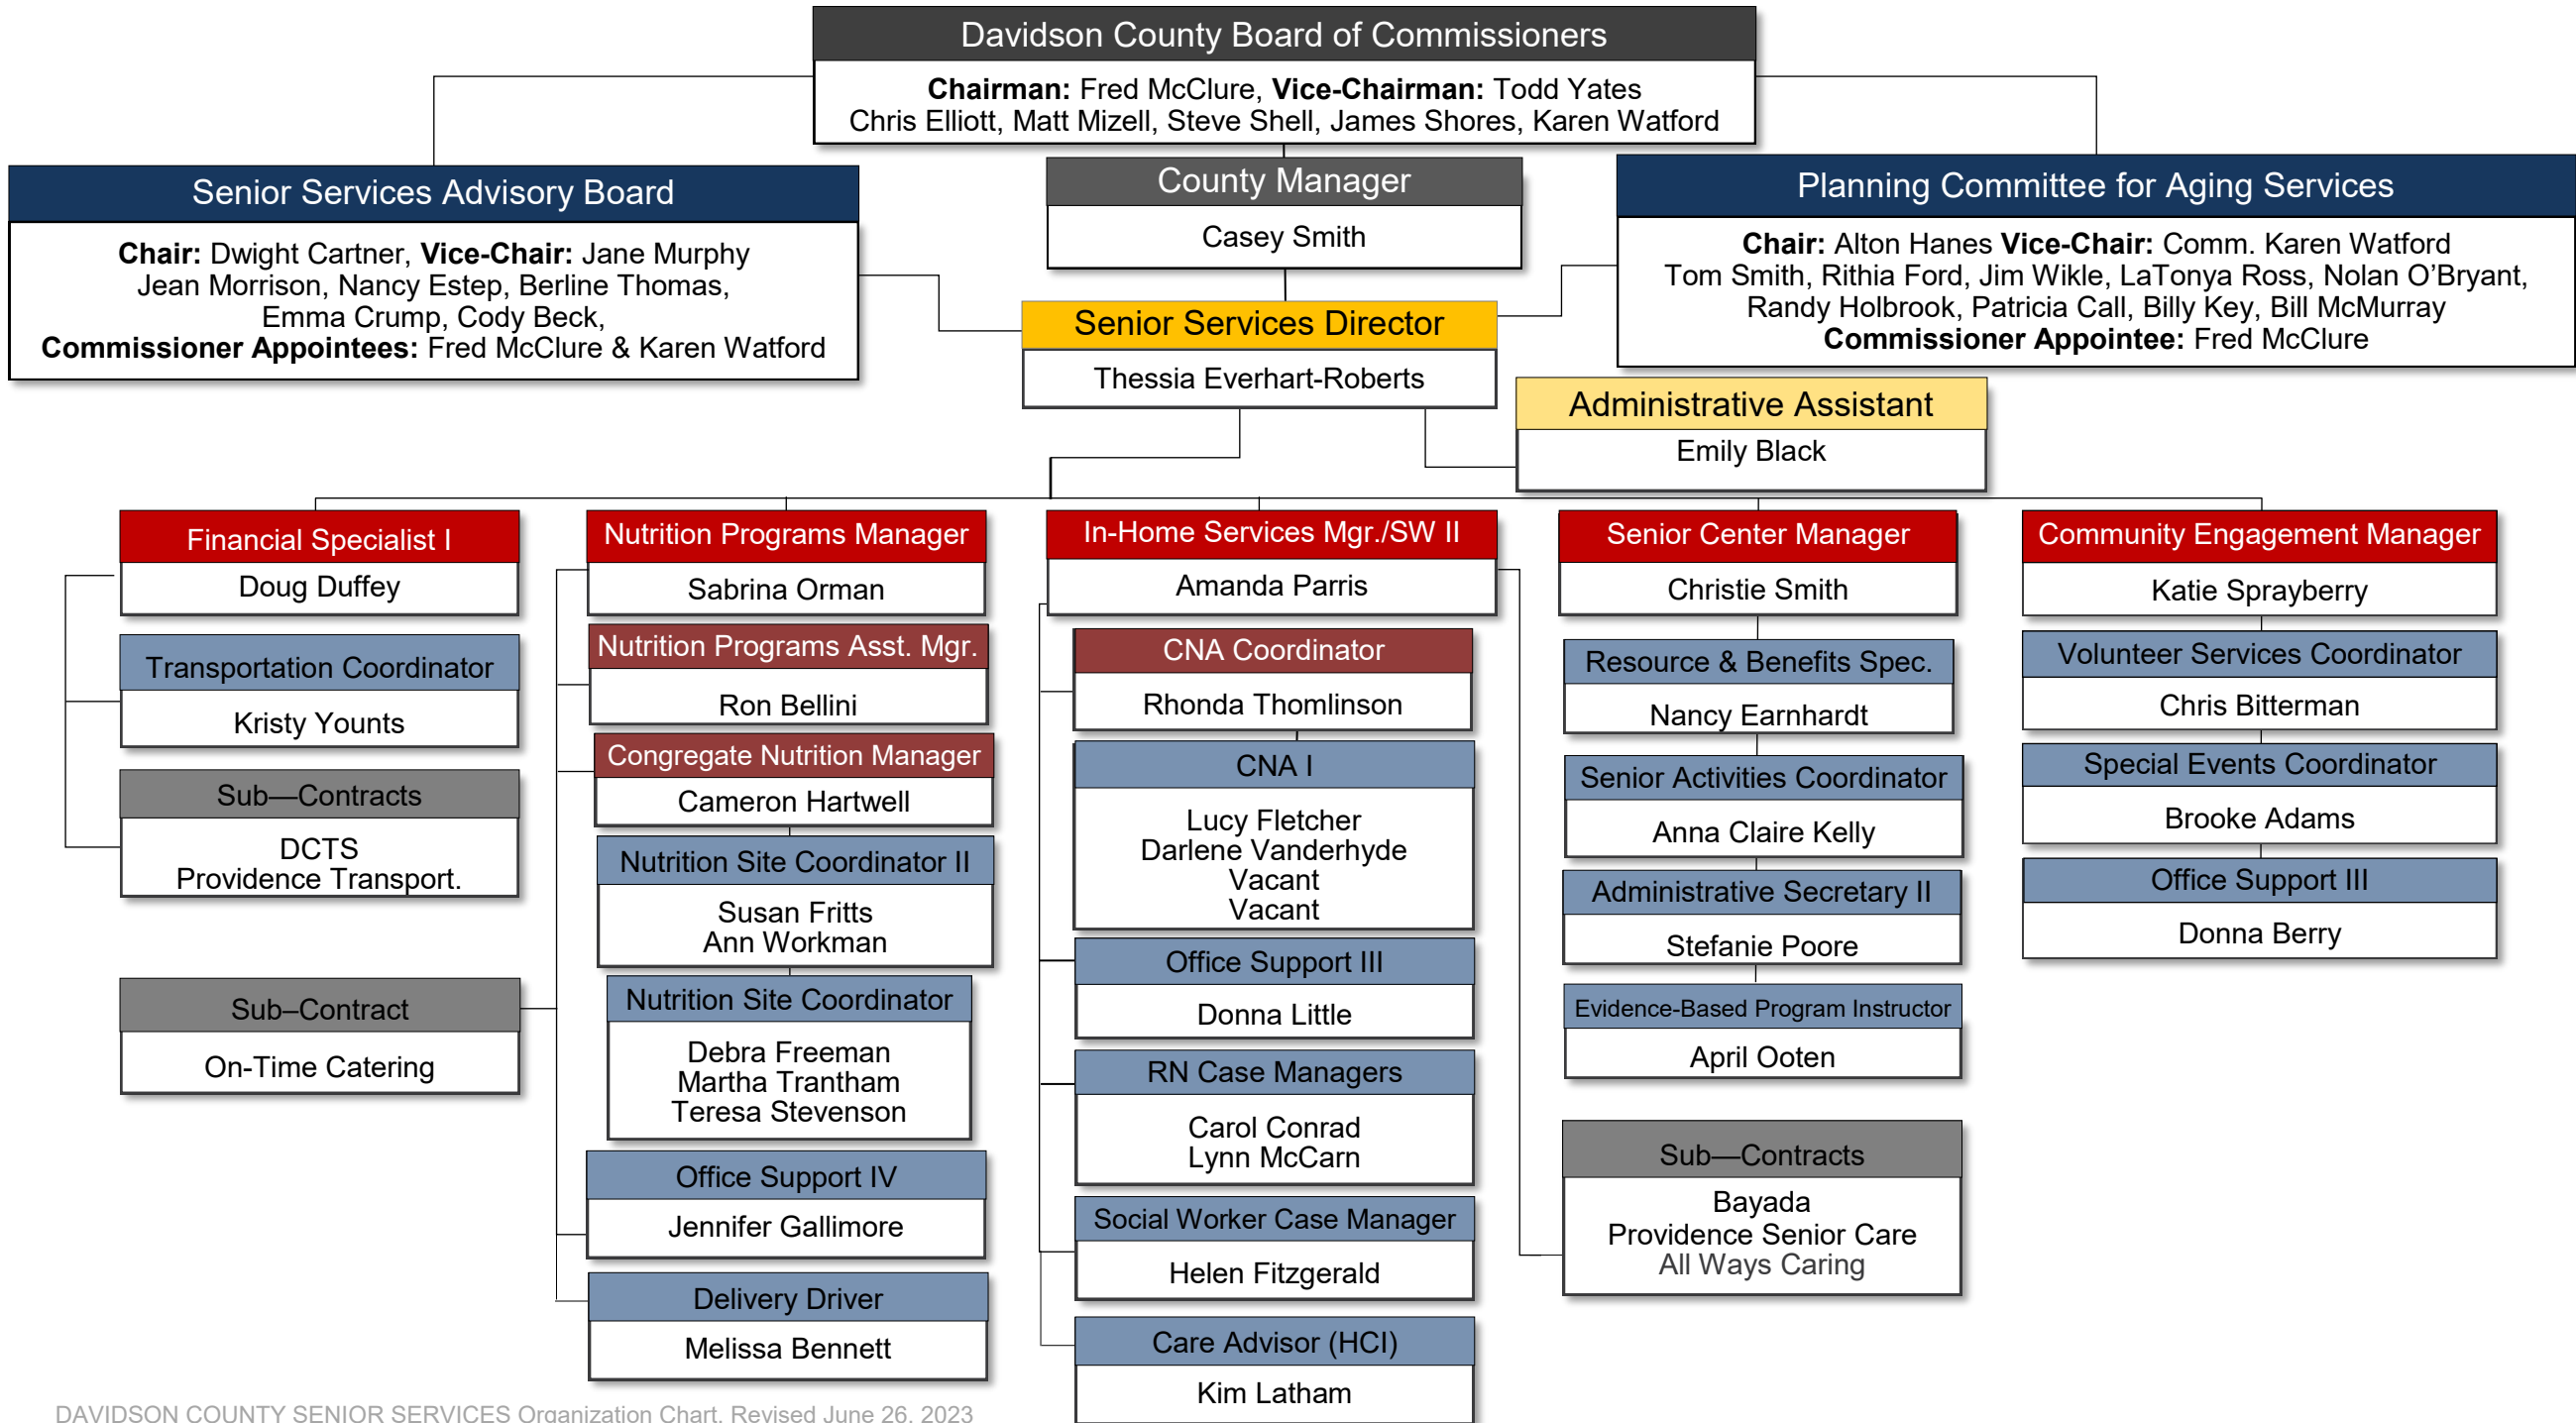 Davidson County Board of Commissioners
Chairman: Fred McClure, Vice-Chairman: Todd Yates
Chris Elliott, Matt Mizell, Steve Shell, James Shores, Karen Watford
Senior Services Advisory Board
Chair: Dwight Cartner, Vice-Chair: Jane Murphy
Jean Morrison, Nancy Estep, Berline Thomas,
Emma Crump, Cody Beck,
Commissioner Appointees: Fred McClure & Karen Watford
County Manager
Casey Smith
Planning Committee for Aging Services
Chair: Alton Hanes Vice-Chair: Comm. Karen Watford
Tom Smith, Rithia Ford, Jim Wikle, LaTonya Ross, Nolan O’Bryant,
Randy Holbrook, Patricia Call, Billy Key, Bill McMurray
Commissioner Appointee: Fred McClure
Senior Services Director
Thessia Everhart-Roberts
Administrative Assistant
Emily Black
Financial Specialist I
Doug Duffey
Transportation Coordinator
Kristy Younts
Sub—Contracts
DCTS
Providence Transport.
Sub–Contract
On-Time Catering
Nutrition Programs Manager
Sabrina Orman
Nutrition Programs Asst. Mgr.
Ron Bellini
Congregate Nutrition Manager
Cameron Hartwell
Nutrition Site Coordinator II
Susan Fritts
Ann Workman
Nutrition Site Coordinator
Debra Freeman
Martha Trantham
Teresa Stevenson
Office Support IV
Jennifer Gallimore
Delivery Driver
Melissa Bennett
In-Home Services Mgr./SW II
Amanda Parris
CNA Coordinator
Rhonda Thomlinson
CNA I
Lucy Fletcher
Darlene Vanderhyde
Vacant
Vacant
Office Support III
Donna Little
RN Case Managers
Carol Conrad
Lynn McCarn
Social Worker Case Manager
Helen Fitzgerald
Care Advisor (HCI)
Kim Latham
Senior Center Manager
Christie Smith
Resource & Benefits Spec.
Nancy Earnhardt
Senior Activities Coordinator
Anna Claire Kelly
Administrative Secretary II
Stefanie Poore
Evidence-Based Program Instructor
April Ooten
Sub—Contracts
Bayada
Providence Senior Care
All Ways Caring
Community Engagement Manager
Katie Sprayberry
Volunteer Services Coordinator
Chris Bitterman
Special Events Coordinator
Brooke Adams
Office Support III
Donna Berry
DAVIDSON COUNTY SENIOR SERVICES Organization Chart, Revised June 26, 2023